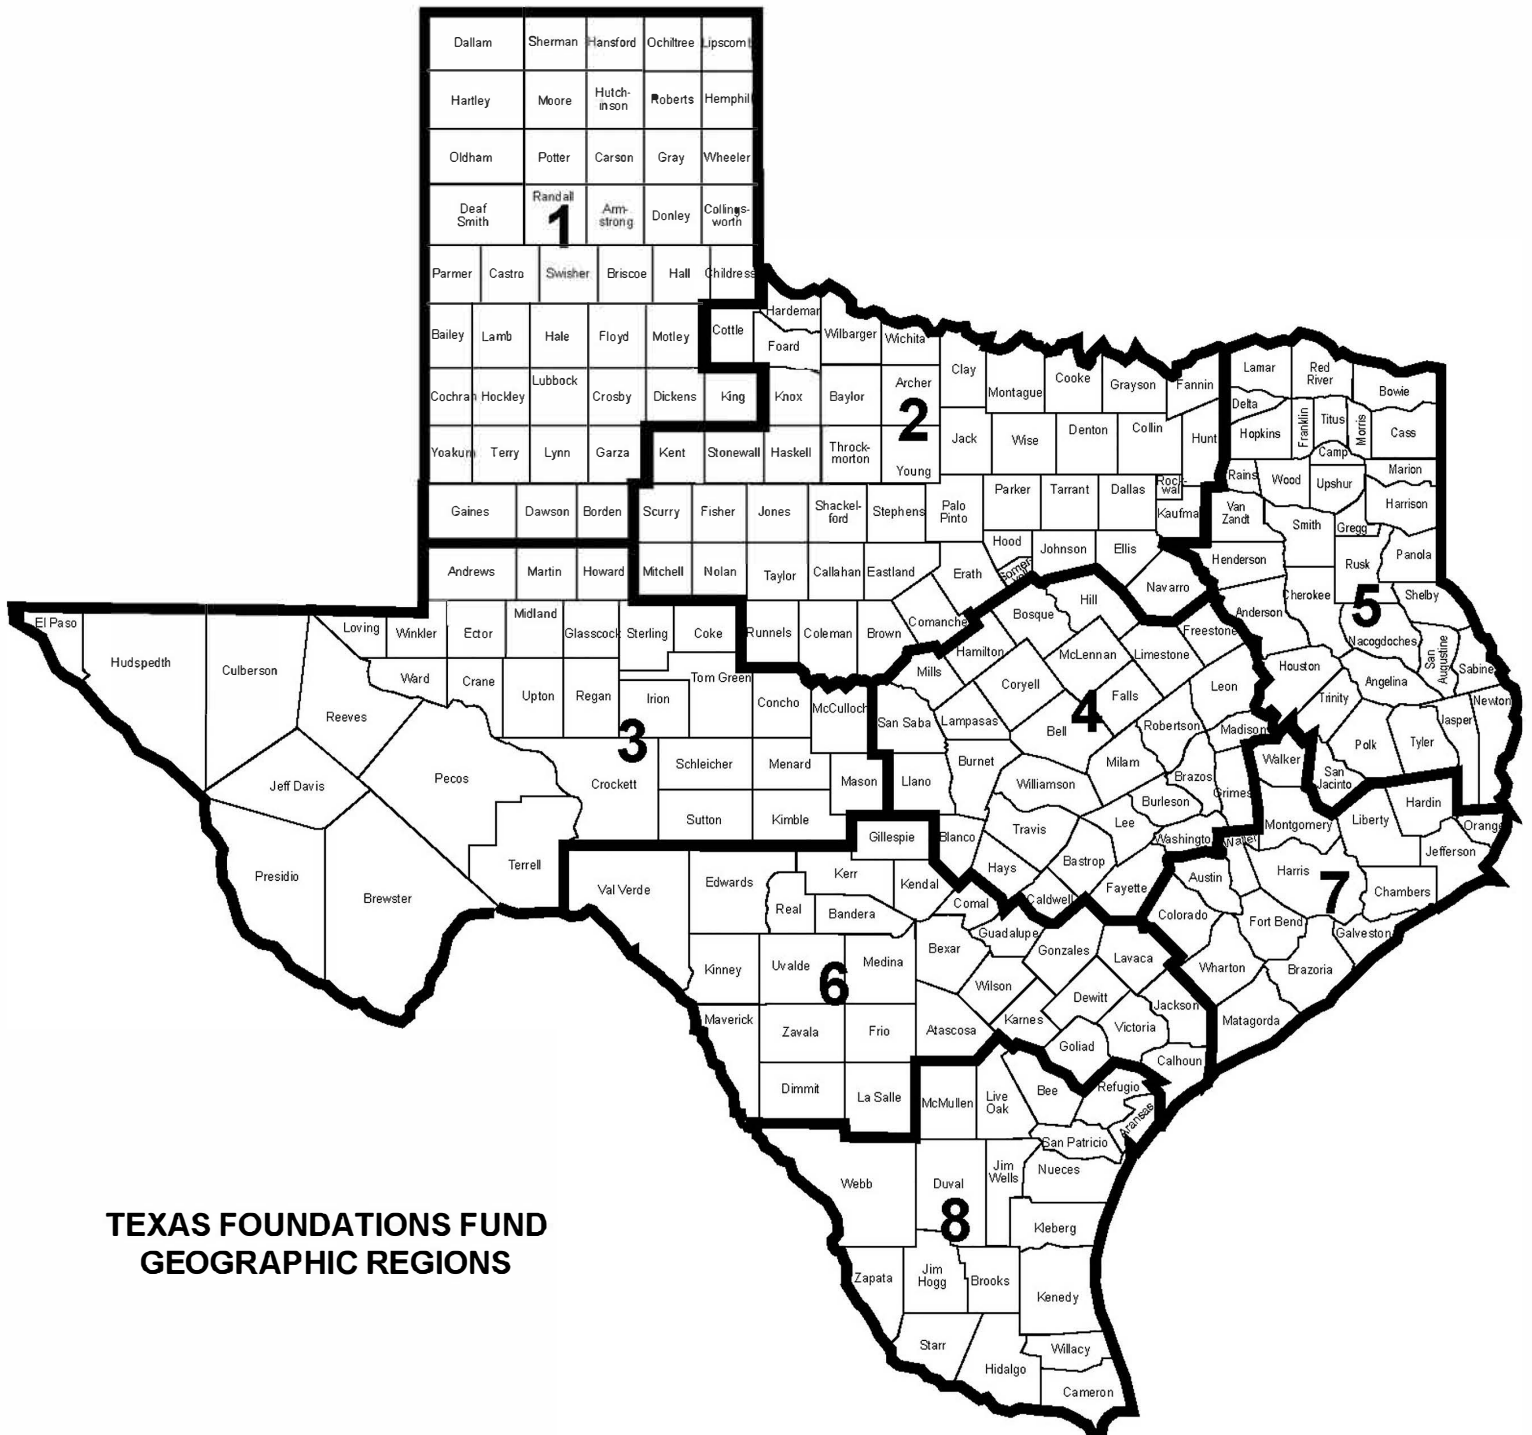 Dallam Sherman Hansford Ochiltree Lipscomb
Hartley Moore Hutch- Roberts Hemphill
inson
Oldham Potter Carson Gray Wheeler
Deaf Randall Arm- Donley Collings-
Smith 1 strong worth
Parmer Castro Swisher Briscoe Hall Childress
Hardeman
Bailey Lamb Hale Floyd Motley Cottle Foard Wilbarger Wichita
Lubbock Archer Clay Montague Cooke Grayson Fannin Lamar Red Bowie
River
Cochran Hockley Crosby Dickens King Knox Baylor 2
Delta Hopkins Franklin Titus Morris Cass
Camp
Yoakum Terry Lynn Garza Kent Stonewall Haskell Throck- Young Jack Wise Denton Collin Hunt
morton
Rains Wood Upshur Marion
Gaines Dawson Borden Scurry Fisher Jones Shackel- Stephens Palo Parker Tarrant Dallas Rock- Kaufma Van Smith Gregg Harrison
ford Pinto wal Zandt
Andrews Martin Howard Mitchell Nolan Taylor Callahan Eastland Erath Hood Johnson Ellis Navarro Henderson Rusk Panola
Somer
vell
El Paso Loving Winkler Ector Midland Glasscock Sterling Coke Runnels Coleman Brown Comanche Bosque Hill Freestone Anderson Cherokee 5 Shelby
Nacogdoches San
Augustine
Sabine
Hudspedth Culberson Ward Crane Upton Regan Irion Tom Green Concho McCulloch Mills Hamilton McLennan Limestone Houston Angelina Newton
Reeves 3 San Saba Lampasas Coryell 4 Falls Leon Trinity Jasper
Bell Robertson Madison Polk Tyler
Jeff Davis Pecos Crockett Schleicher Menard Mason Llano Burnet Williamson Milam Brazos Grimes Walker San
Jacinto
Burleson Hardin
Presidio Brewster Terrell Sutton Kimble Gillespie Blanco Travis Lee Washingto Waller Montgomery Liberty Orange
Jefferson
Val Verde Edwards Kerr Kendal Hays Bastrop Fayette Austin Harris 7 Chambers
Real Bandera Comal Caldwell Colorado Fort Bend Galveston
Kinney Uvalde 6 Medina Bexar Guadalupe Gonzales Lavaca Wharton Brazoria
Wilson Dewitt
Maverick Zavala Frio Atascosa Karnes Victoria Jackson Matagorda
Goliad Calhoun
Dimmit La Salle McMullen Live Bee Refugio Aransas
Oak
San Patricio
Webb Duval Jim Nueces
Wells
8 Kleberg
Zapata Jim Brooks Kenedy
Hogg
Starr Hidalgo Willacy
Cameron
TEXAS FOUNDATIONS FUND
GEOGRAPHIC REGIONS